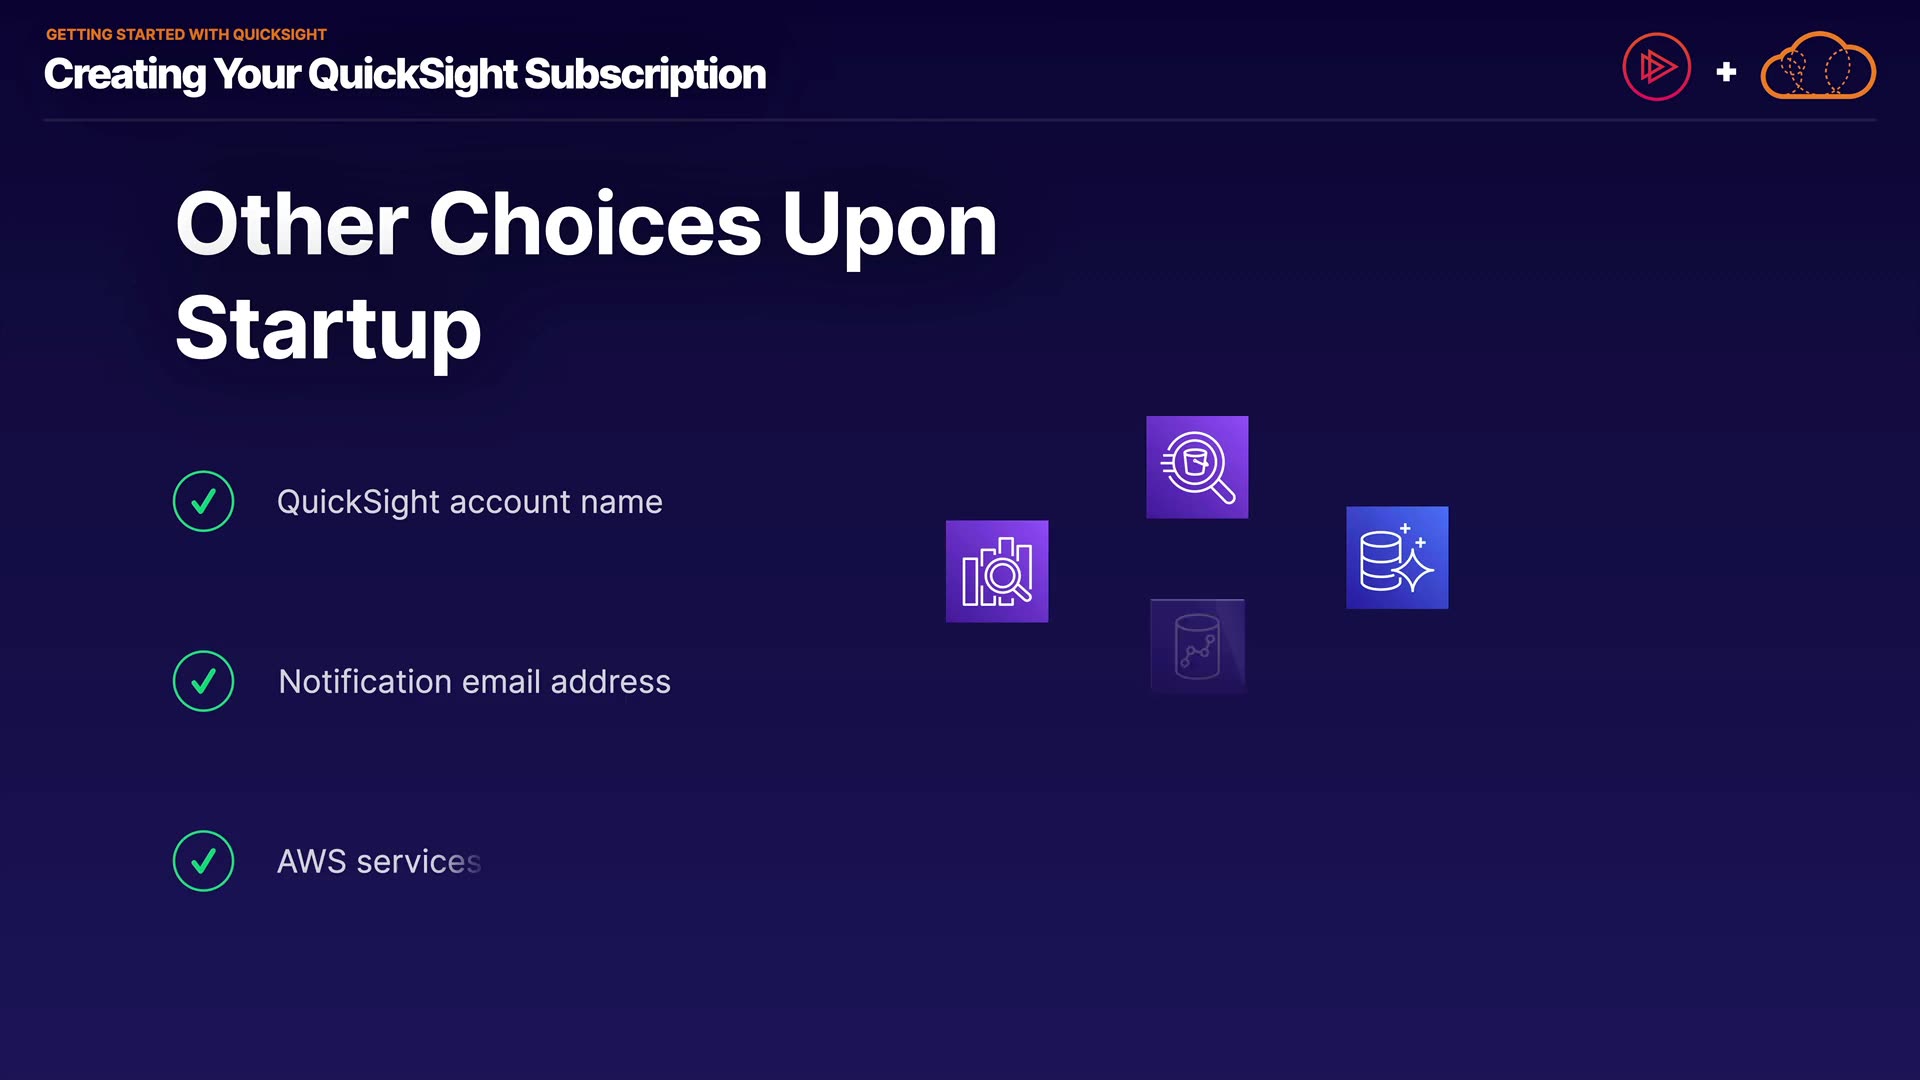 GETTING STARTED WITH QUICKSIGHT
Creating Your QuickSight Subscription
+
Other Choices Upon
Startup
QuickSight account name
Notification email address
AWS services